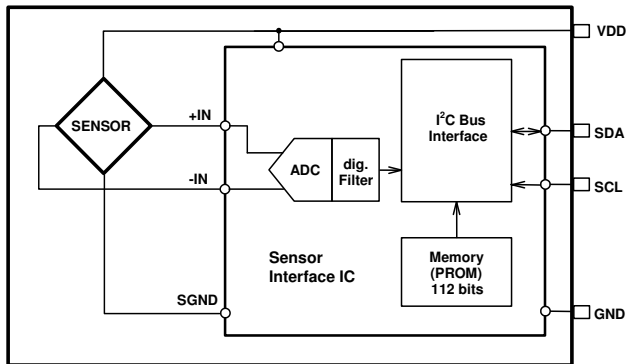 VDD
SENSOR
+IN
-IN
SGND
ADC
dig.
Filter
I²C Bus
Interface
SDA
SCL
Sensor
Interface IC
Memory
(PROM)
112 bits
GND